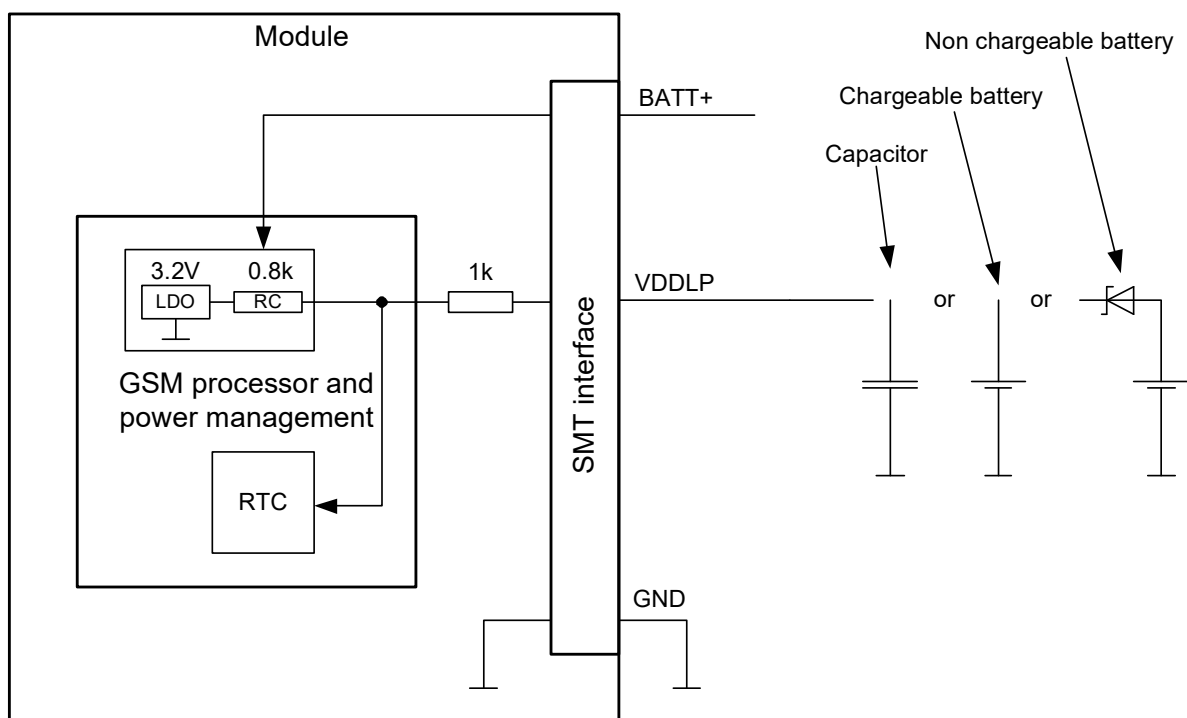 Module
Non chargeable battery
BATT+
Chargeable battery
Capacitor
3.2V 0.8k
1k
VDDLP
LDO RC
or or
GSM processor and
power management
SMT interface
RTC
GND